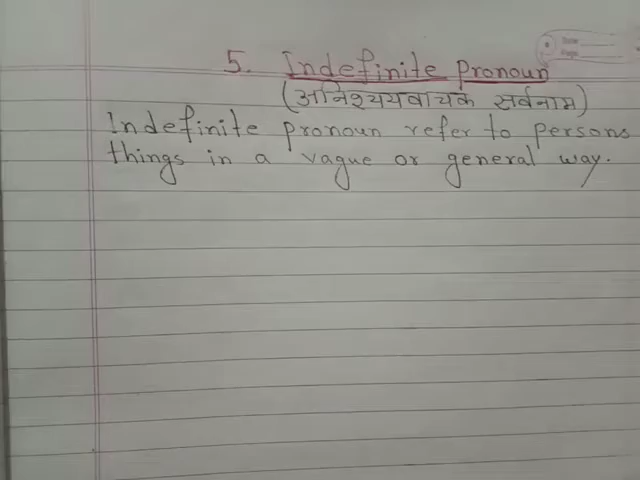 5. Indefinite pronoun
(अनिश्चयवाचक सर्वनाम)
Indefinite pronoun refer to persons
things in a vague or general way.